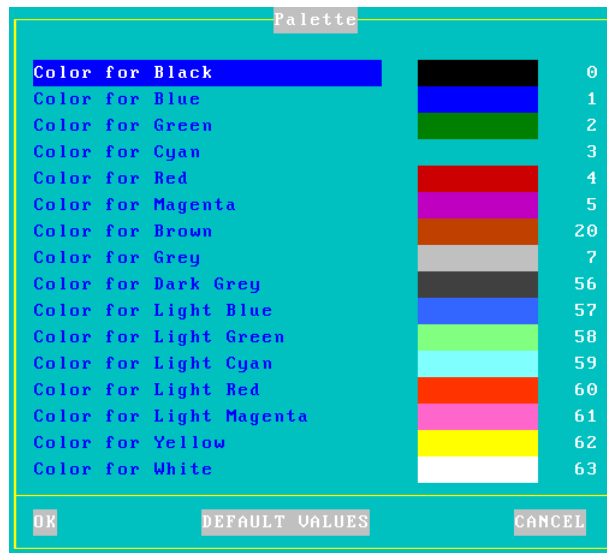 Palette
Color for Black 0
Color for Blue 1
Color for Green 2
Color for Cyan 3
Color for Red 4
Color for Magenta 5
Color for Brown 20
Color for Grey 7
Color for Dark Grey 56
Color for Light Blue 57
Color for Light Green 58
Color for Light Cyan 59
Color for Light Red 60
Color for Light Magenta 61
Color for Yellow 62
Color for White 63
OK DEFAULT VALUES CANCEL